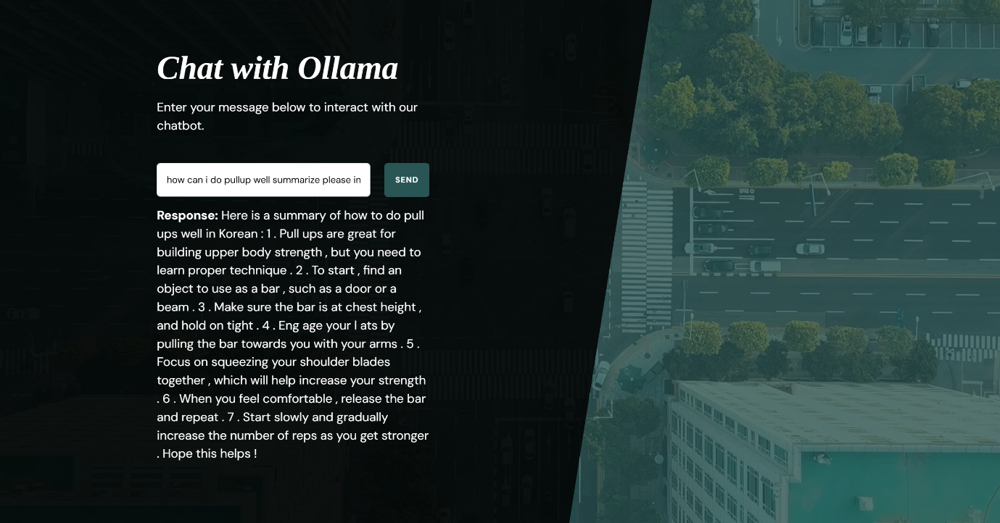 Chat with Ollama
Enter your message below to interact with our
chatbot.
how can i do pullup well summarize please in
SEND
Response: Here is a summary of how to do pull
ups well in Korean : 1 . Pull ups are great for
building upper body strength , but you need to
learn proper technique . 2 . To start , find an
object to use as a bar , such as a door or a
beam . 3 . Make sure the bar is at chest height ,
and hold on tight . 4 . Eng age your l ats by
pulling the bar towards you with your arms . 5 .
Focus on squeezing your shoulder blades
together , which will help increase your strength
. 6 . When you feel comfortable , release the bar
and repeat . 7 . Start slowly and gradually
increase the number of reps as you get stronger
. Hope this helps !